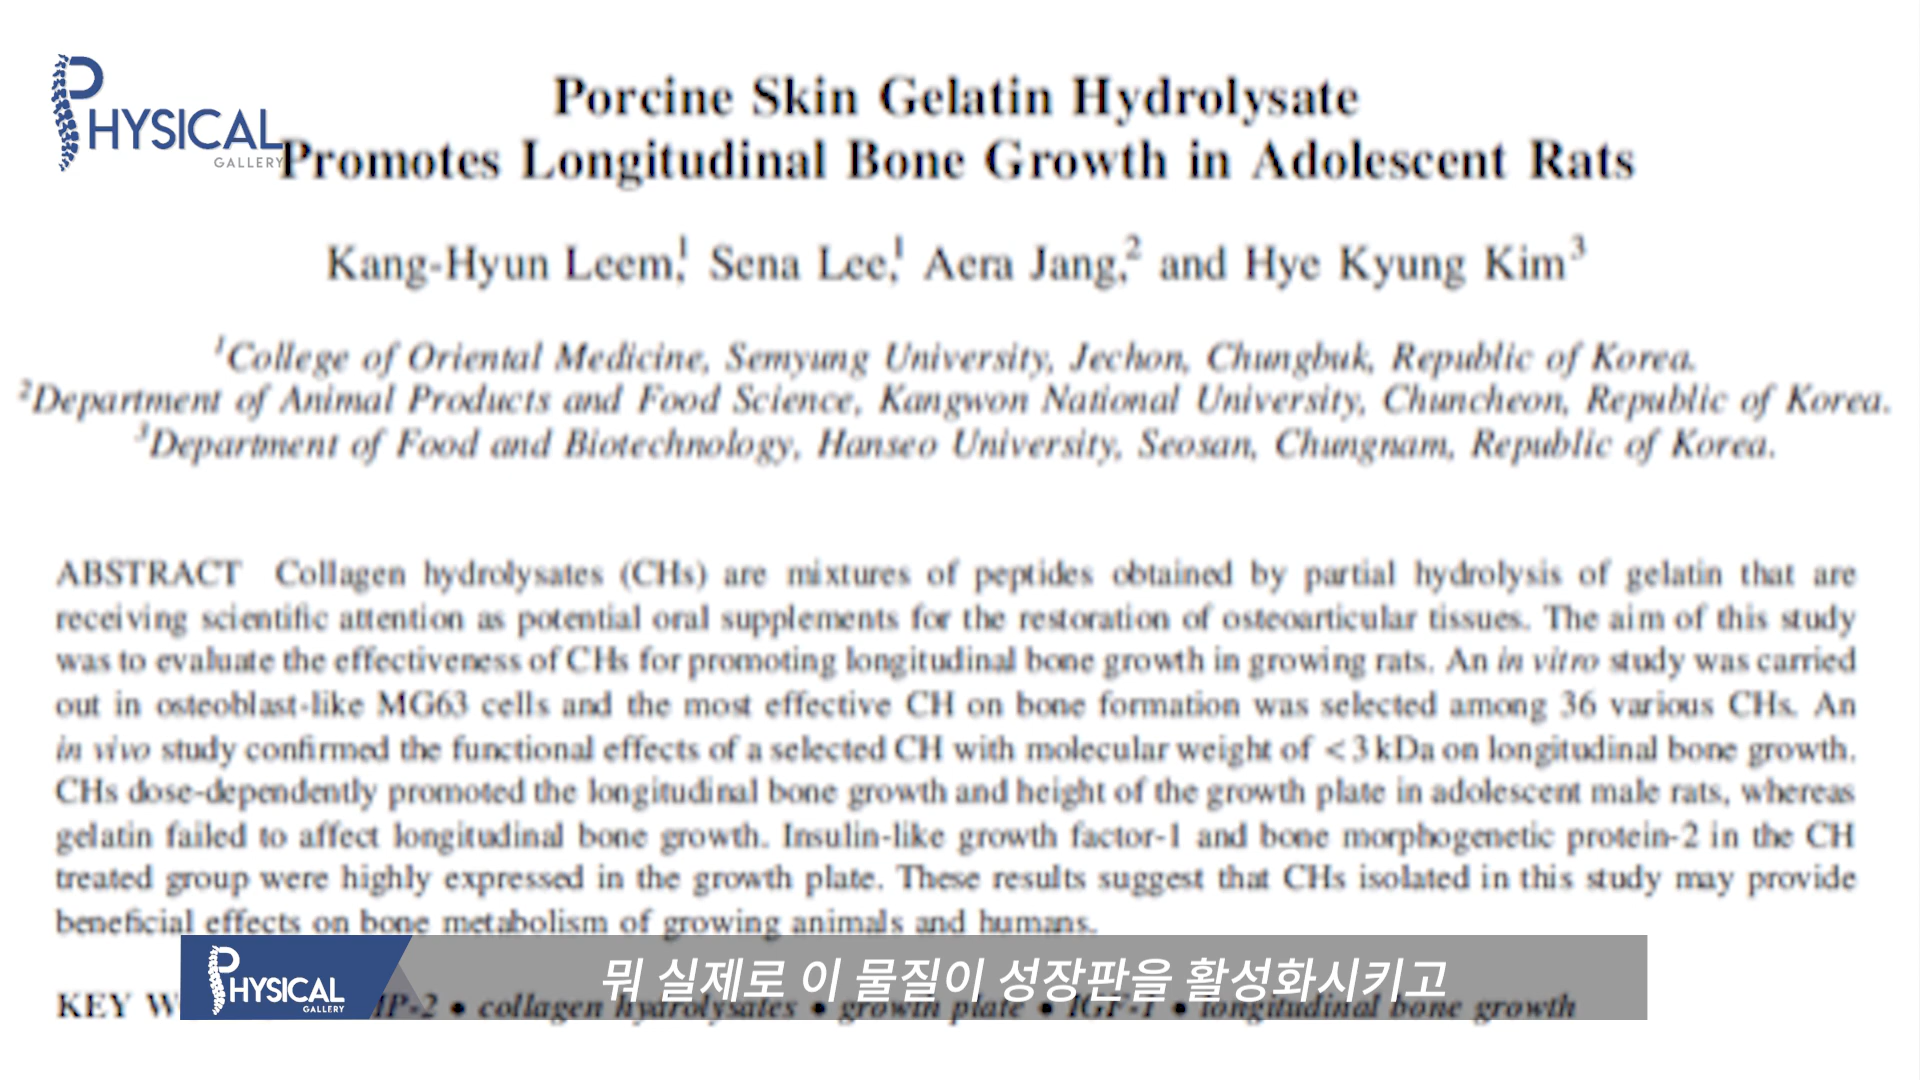 PHYSICAL
GALLERY
Porcine Skin Gelatin Hydrolysate
Promotes Longitudinal Bone Growth in Adolescent Rats
Kang-Hyun Leem,1 Sena Lee,1 Aera Jang,2 and Hye Kyung Kim3
1College of Oriental Medicine, Semyung University, Jechon, Chungbuk, Republic of Korea.
2Department of Animal Products and Food Science, Kangwon National University, Chuncheon, Republic of Korea.
3Department of Food and Biotechnology, Hanseo University, Seosan, Chungnam, Republic of Korea.
ABSTRACT Collagen hydrolysates (CHs) are mixtures of peptides obtained by partial hydrolysis of gelatin that are
receiving scientific attention as potential oral supplements for the restoration of osteoarticular tissues. The aim of this study
was to evaluate the effectiveness of CHs for promoting longitudinal bone growth in growing rats. An in vitro study was carried
out in osteoblast-like MG63 cells and the most effective CH on bone formation was selected among 36 various CHs. An
in vivo study confirmed the functional effects of a selected CH with molecular weight of <3 kDa on longitudinal bone growth.
CHs dose-dependently promoted the longitudinal bone growth and height of the growth plate in adolescent male rats, whereas
gelatin failed to affect longitudinal bone growth. Insulin-like growth factor-1 and bone morphogenetic protein-2 in the CH
treated group were highly expressed in the growth plate. These results suggest that CHs isolated in this study may provide
beneficial effects on bone metabolism of growing animals and humans.
PHYSICAL
GALLERY
뭐 실제로 이 물질이 성장판을 활성화시키고
KEY W MP-2 • collagen hydrolysates • growth plate • IGF-1 • longitudinal bone growth